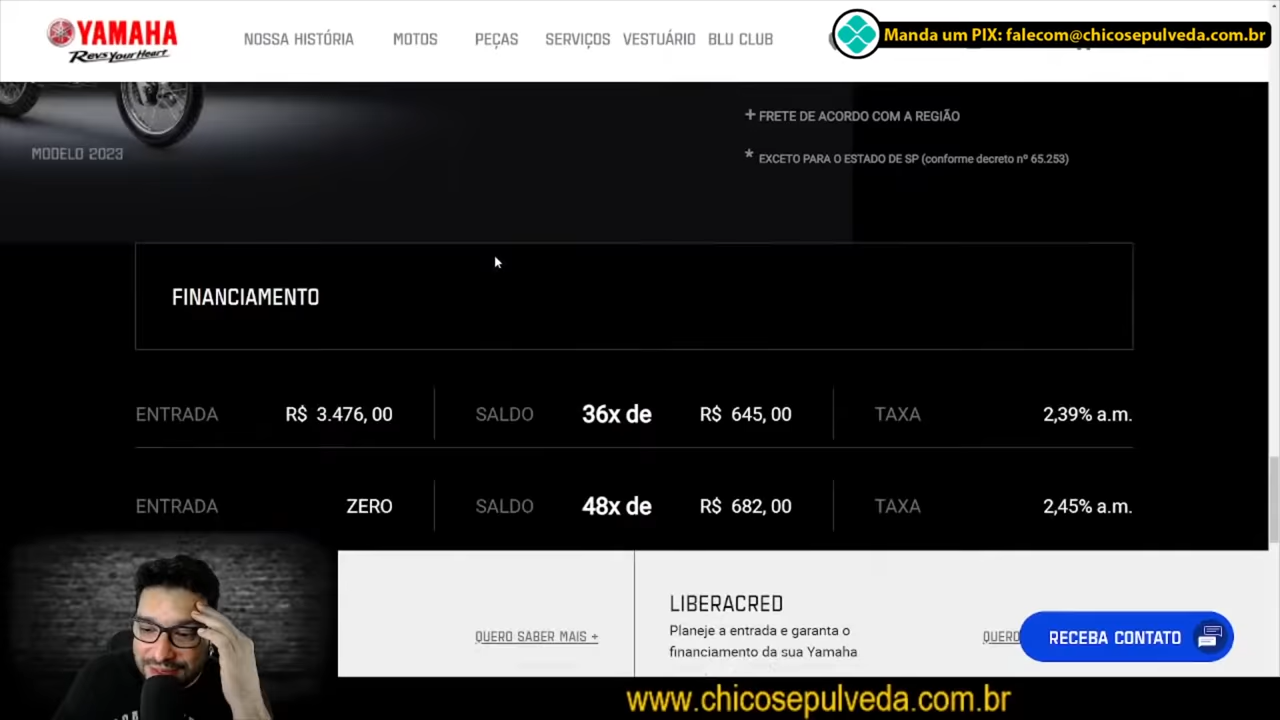 YAMAHA
Revs Your Heart
NOSSA HISTÓRIA MOTOS PEÇAS SERVIÇOS VESTUÁRIO BLU CLUB
Manda um PIX: falecom@chicosepulveda.com.br
+ FRETE DE ACORDO COM A REGIÃO
MODELO 2023
* EXCETO PARA O ESTADO DE SP (conforme decreto nº 65.253)
FINANCIAMENTO
ENTRADA R$ 3.476, 00 SALDO 36x de R$ 645, 00 TAXA 2,39% a.m.
ENTRADA ZERO SALDO 48x de R$ 682, 00 TAXA 2,45% a.m.
LIBERACRED
Planeje a entrada e garanta o
financiamento da sua Yamaha
QUERO SABER MAIS +
QUERO
RECEBA CONTATO
www.chicosepulveda.com.br